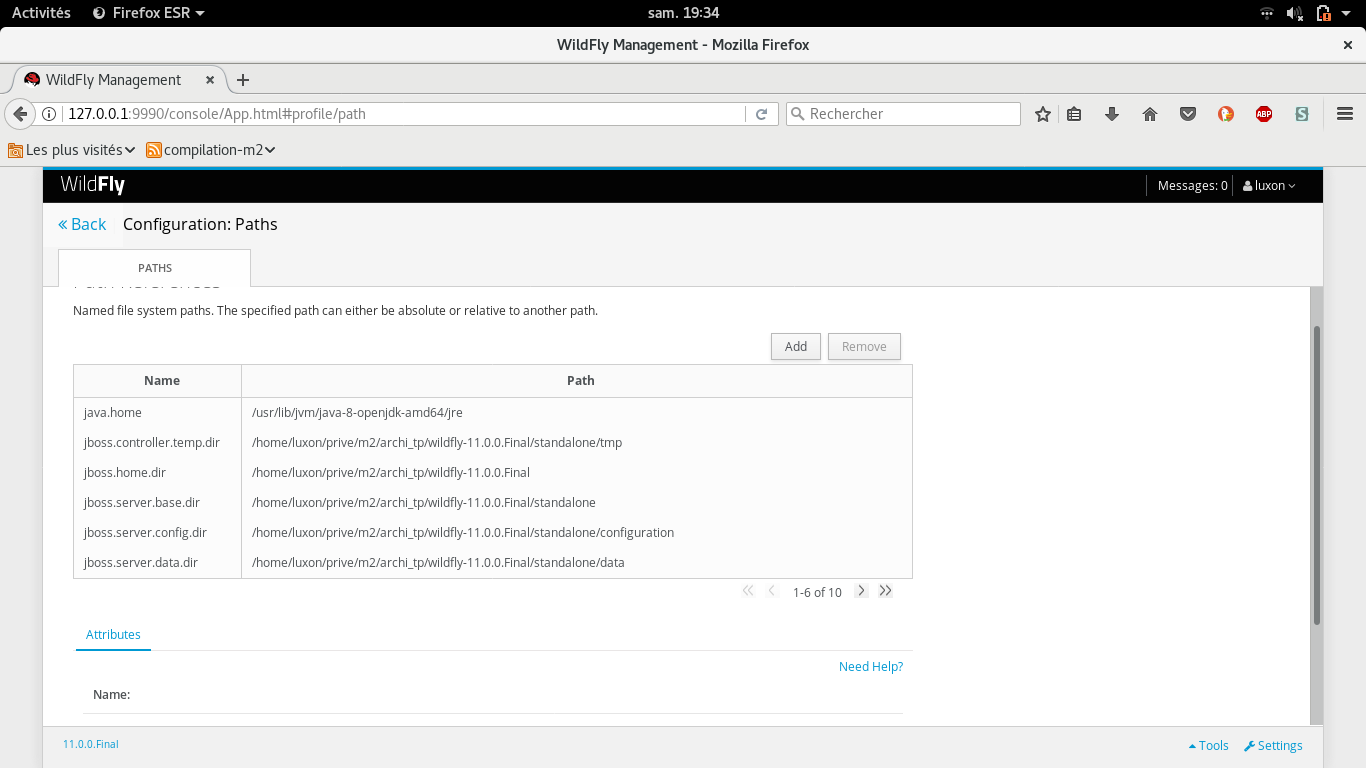 Activités Firefox ESR sam. 19:34
WildFly Management - Mozilla Firefox
WildFly Management
127.0.0.1:9990/console/App.html#profile/path Rechercher ABP S
Les plus visités compilation-m2
WildFly Messages: 0 luxon
« Back Configuration: Paths
PATHS
Named file system paths. The specified path can either be absolute or relative to another path.
Add Remove
Name Path
java.home /usr/lib/jvm/java-8-openjdk-amd64/jre
jboss.controller.temp.dir /home/luxon/prive/m2/archi_tp/wildfly-11.0.0.Final/standalone/tmp
jboss.home.dir /home/luxon/prive/m2/archi_tp/wildfly-11.0.0.Final
jboss.server.base.dir /home/luxon/prive/m2/archi_tp/wildfly-11.0.0.Final/standalone
jboss.server.config.dir /home/luxon/prive/m2/archi_tp/wildfly-11.0.0.Final/standalone/configuration
jboss.server.data.dir /home/luxon/prive/m2/archi_tp/wildfly-11.0.0.Final/standalone/data
1-6 of 10
Attributes
Need Help?
Name:
11.0.0.Final Tools Settings